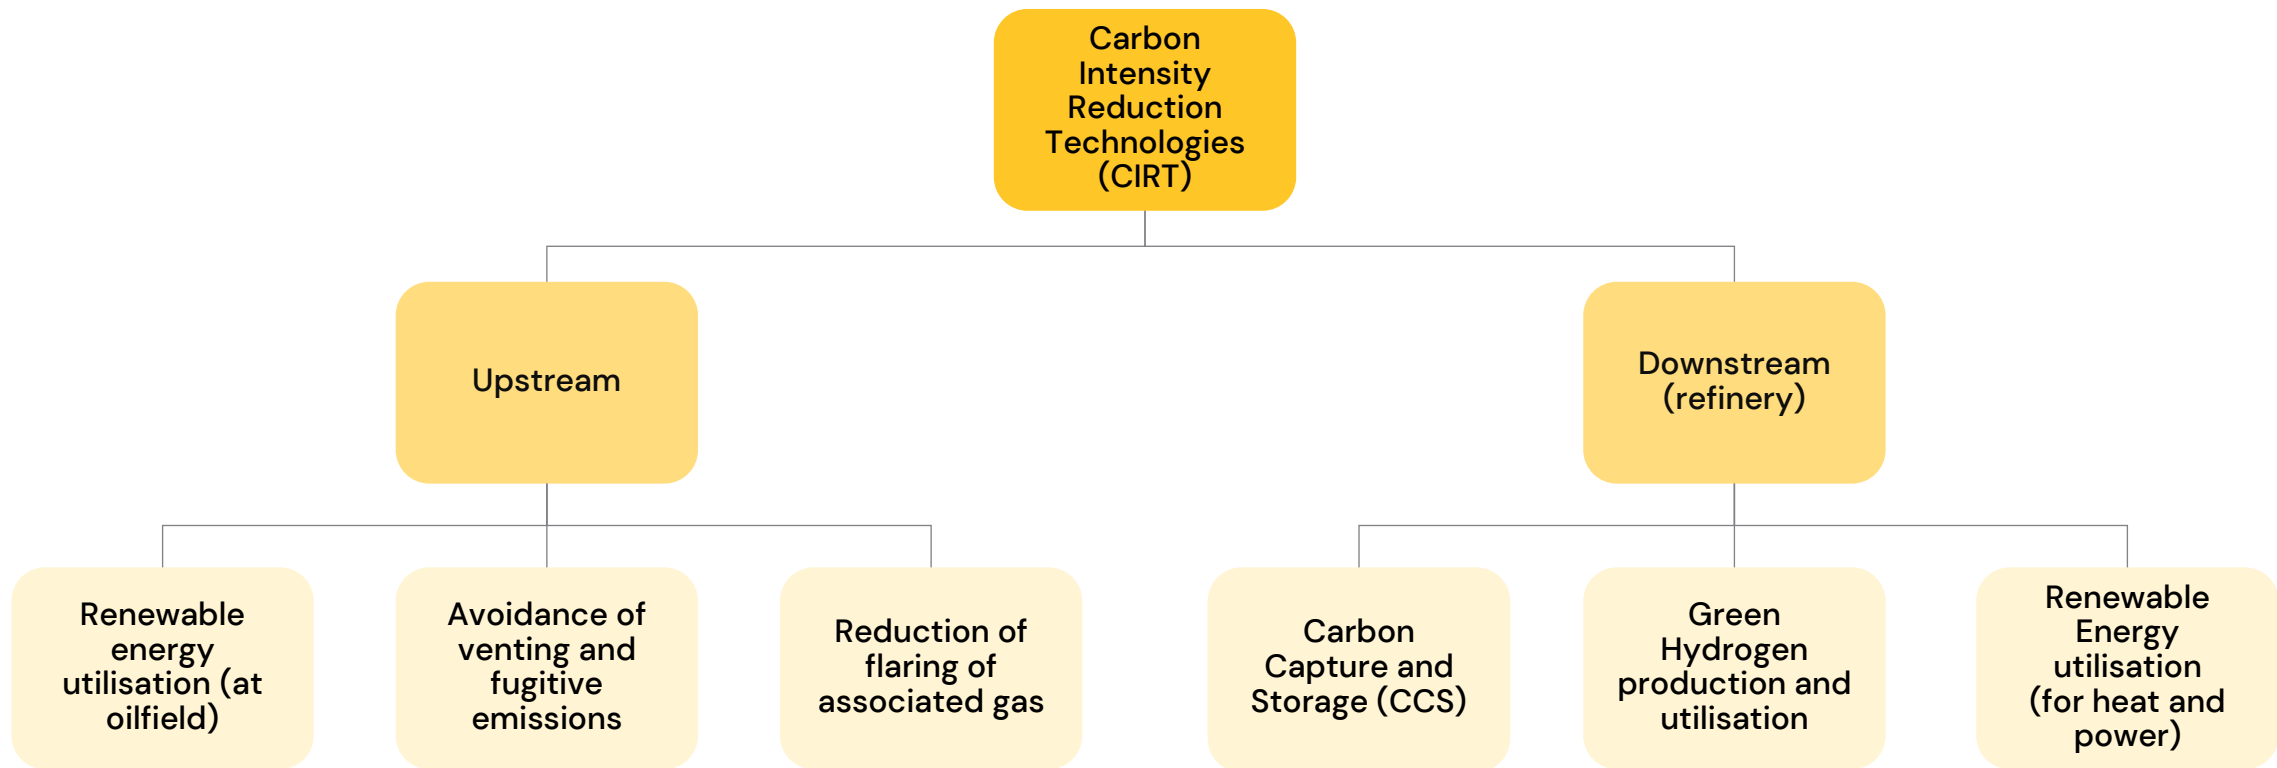 Carbon
Intensity
Reduction
Technologies
(CIRT)
Upstream
Downstream
(refinery)
Renewable
energy
utilisation (at
oilfield)
Avoidance of
venting and
fugitive
emissions
Reduction of
flaring of
associated gas
Carbon
Capture and
Storage (CCS)
Green
Hydrogen
production and
utilisation
Renewable
Energy
utilisation
(for heat and
power)